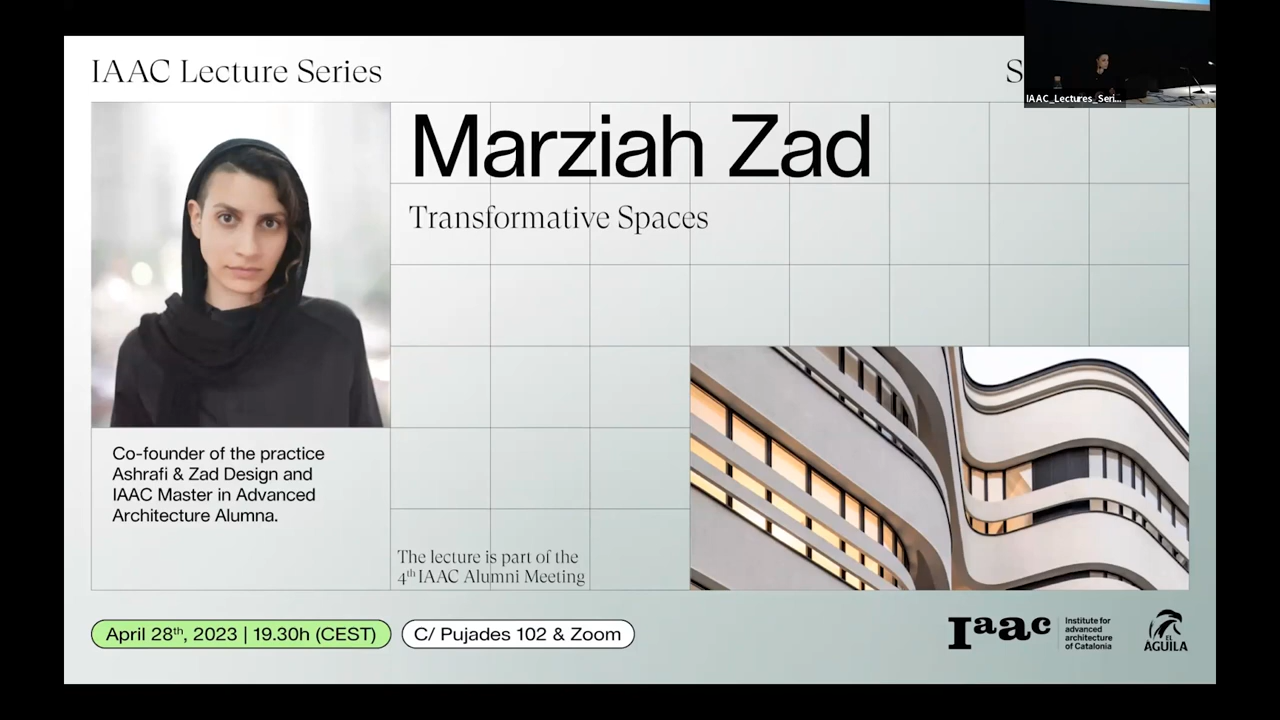 IAAC Lecture Series
S
IAAC_Lectures_Seri...
Marziah Zad
Transformative Spaces
Co-founder of the practice
Ashrafi & Zad Design and
IAAC Master in Advanced
Architecture Alumna.
The lecture is part of the
4th IAAC Alumni Meeting
April 28th, 2023 | 19.30h (CEST)
C/ Pujades 102 & Zoom
Iaac
Institute for
advanced
architecture
of Catalonia
EL
AGUILA